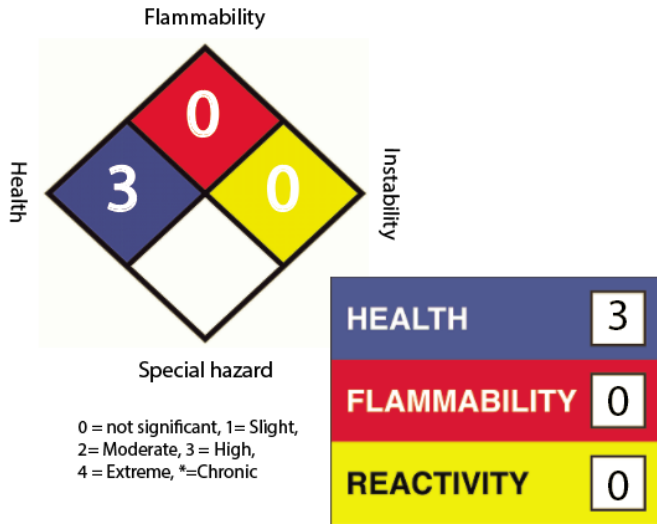 Flammability
0
Health
3
0
Instability
Special hazard
0 = not significant, 1= Slight,
2= Moderate, 3 = High,
4 = Extreme, *=Chronic
HEALTH 3
FLAMMABILITY 0
REACTIVITY 0